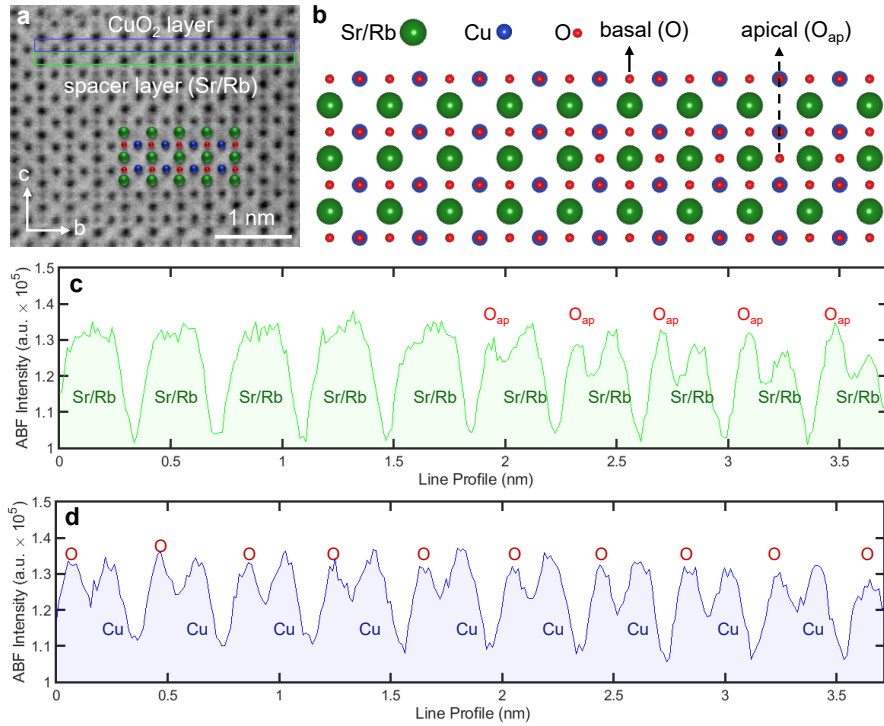 a
CuO₂ layer
spacer layer (Sr/Rb)
c
b
1 nm
b
Sr/Rb
Cu
O
basal (O)
apical (Oap)
c
1.5
1.4
1.3
1.2
1.1
1
ABF Intensity (a.u. × 10⁵)
Oap Oap Oap Oap Oap
Sr/Rb Sr/Rb Sr/Rb Sr/Rb Sr/Rb Sr/Rb Sr/Rb Sr/Rb Sr/Rb Sr/Rb
0 0.5 1 1.5 2 2.5 3 3.5
Line Profile (nm)
d
1.5
1.4
1.3
1.2
1.1
1
ABF Intensity (a.u. × 10⁵)
O O O O O O O O O O O
Cu Cu Cu Cu Cu Cu Cu Cu Cu
0 0.5 1 1.5 2 2.5 3 3.5
Line Profile (nm)